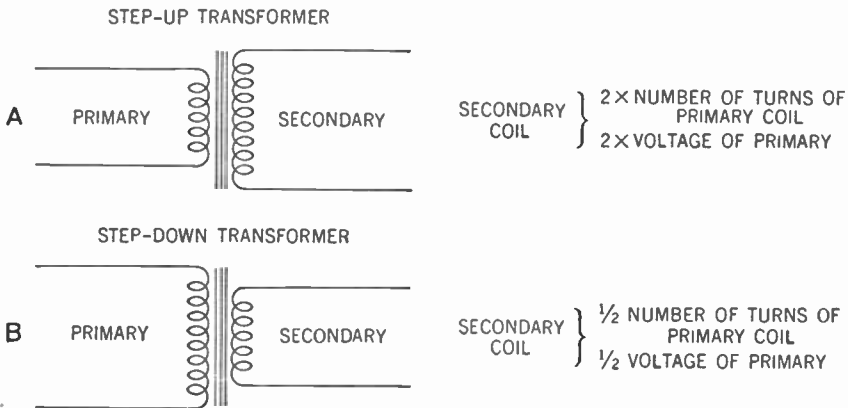 STEP-UP TRANSFORMER
A
PRIMARY
SECONDARY
SECONDARY
COIL
2×NUMBER OF TURNS OF
PRIMARY COIL
2×VOLTAGE OF PRIMARY
STEP-DOWN TRANSFORMER
B
PRIMARY
SECONDARY
SECONDARY
COIL
½ NUMBER OF TURNS OF
PRIMARY COIL
½ VOLTAGE OF PRIMARY